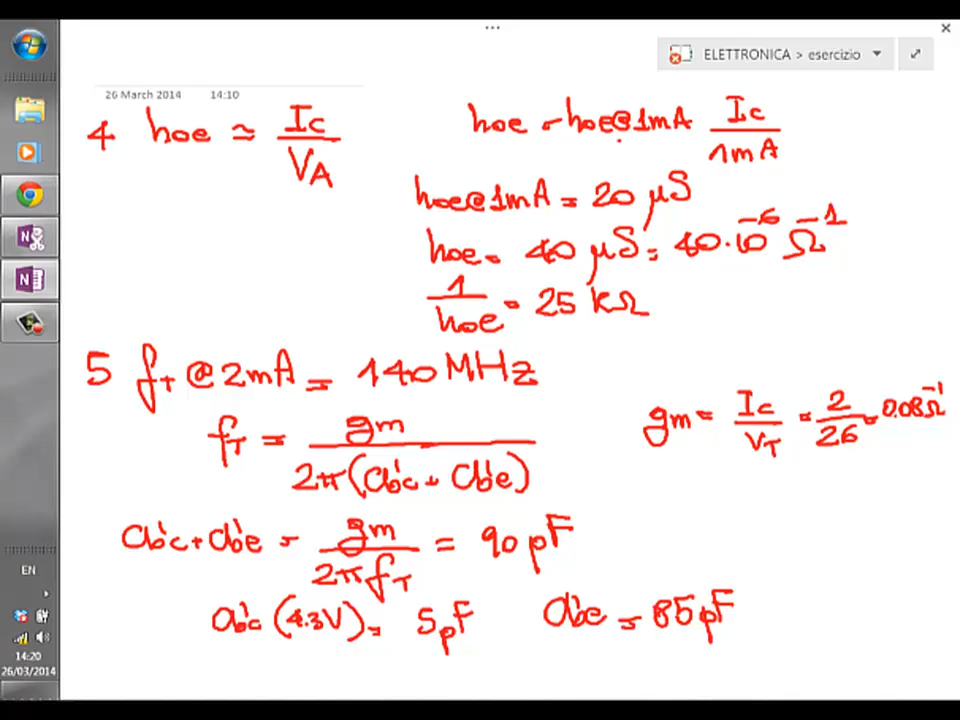 ELETTRONICA > esercizio
26 March 2014 14:10
4 hoe ≈ Ic / VA
hoe = hoe@1mA Ic / 1mA
hoe@1mA = 20 μS
hoe = 40 μS = 40·10⁻⁶ Ω⁻¹
1 / hoe = 25 kΩ
5 fT @ 2mA = 140 MHz
fT = gm / 2π(Cb'c + Cb'e)
gm = Ic / VT = 2 / 26 = 0.08 Ω⁻¹
Cb'c + Cb'e = gm / 2π fT = 90 pF
Cb'c (4.3V) = 5 pF Cb'e = 85 pF
EN
14:20
26/03/2014